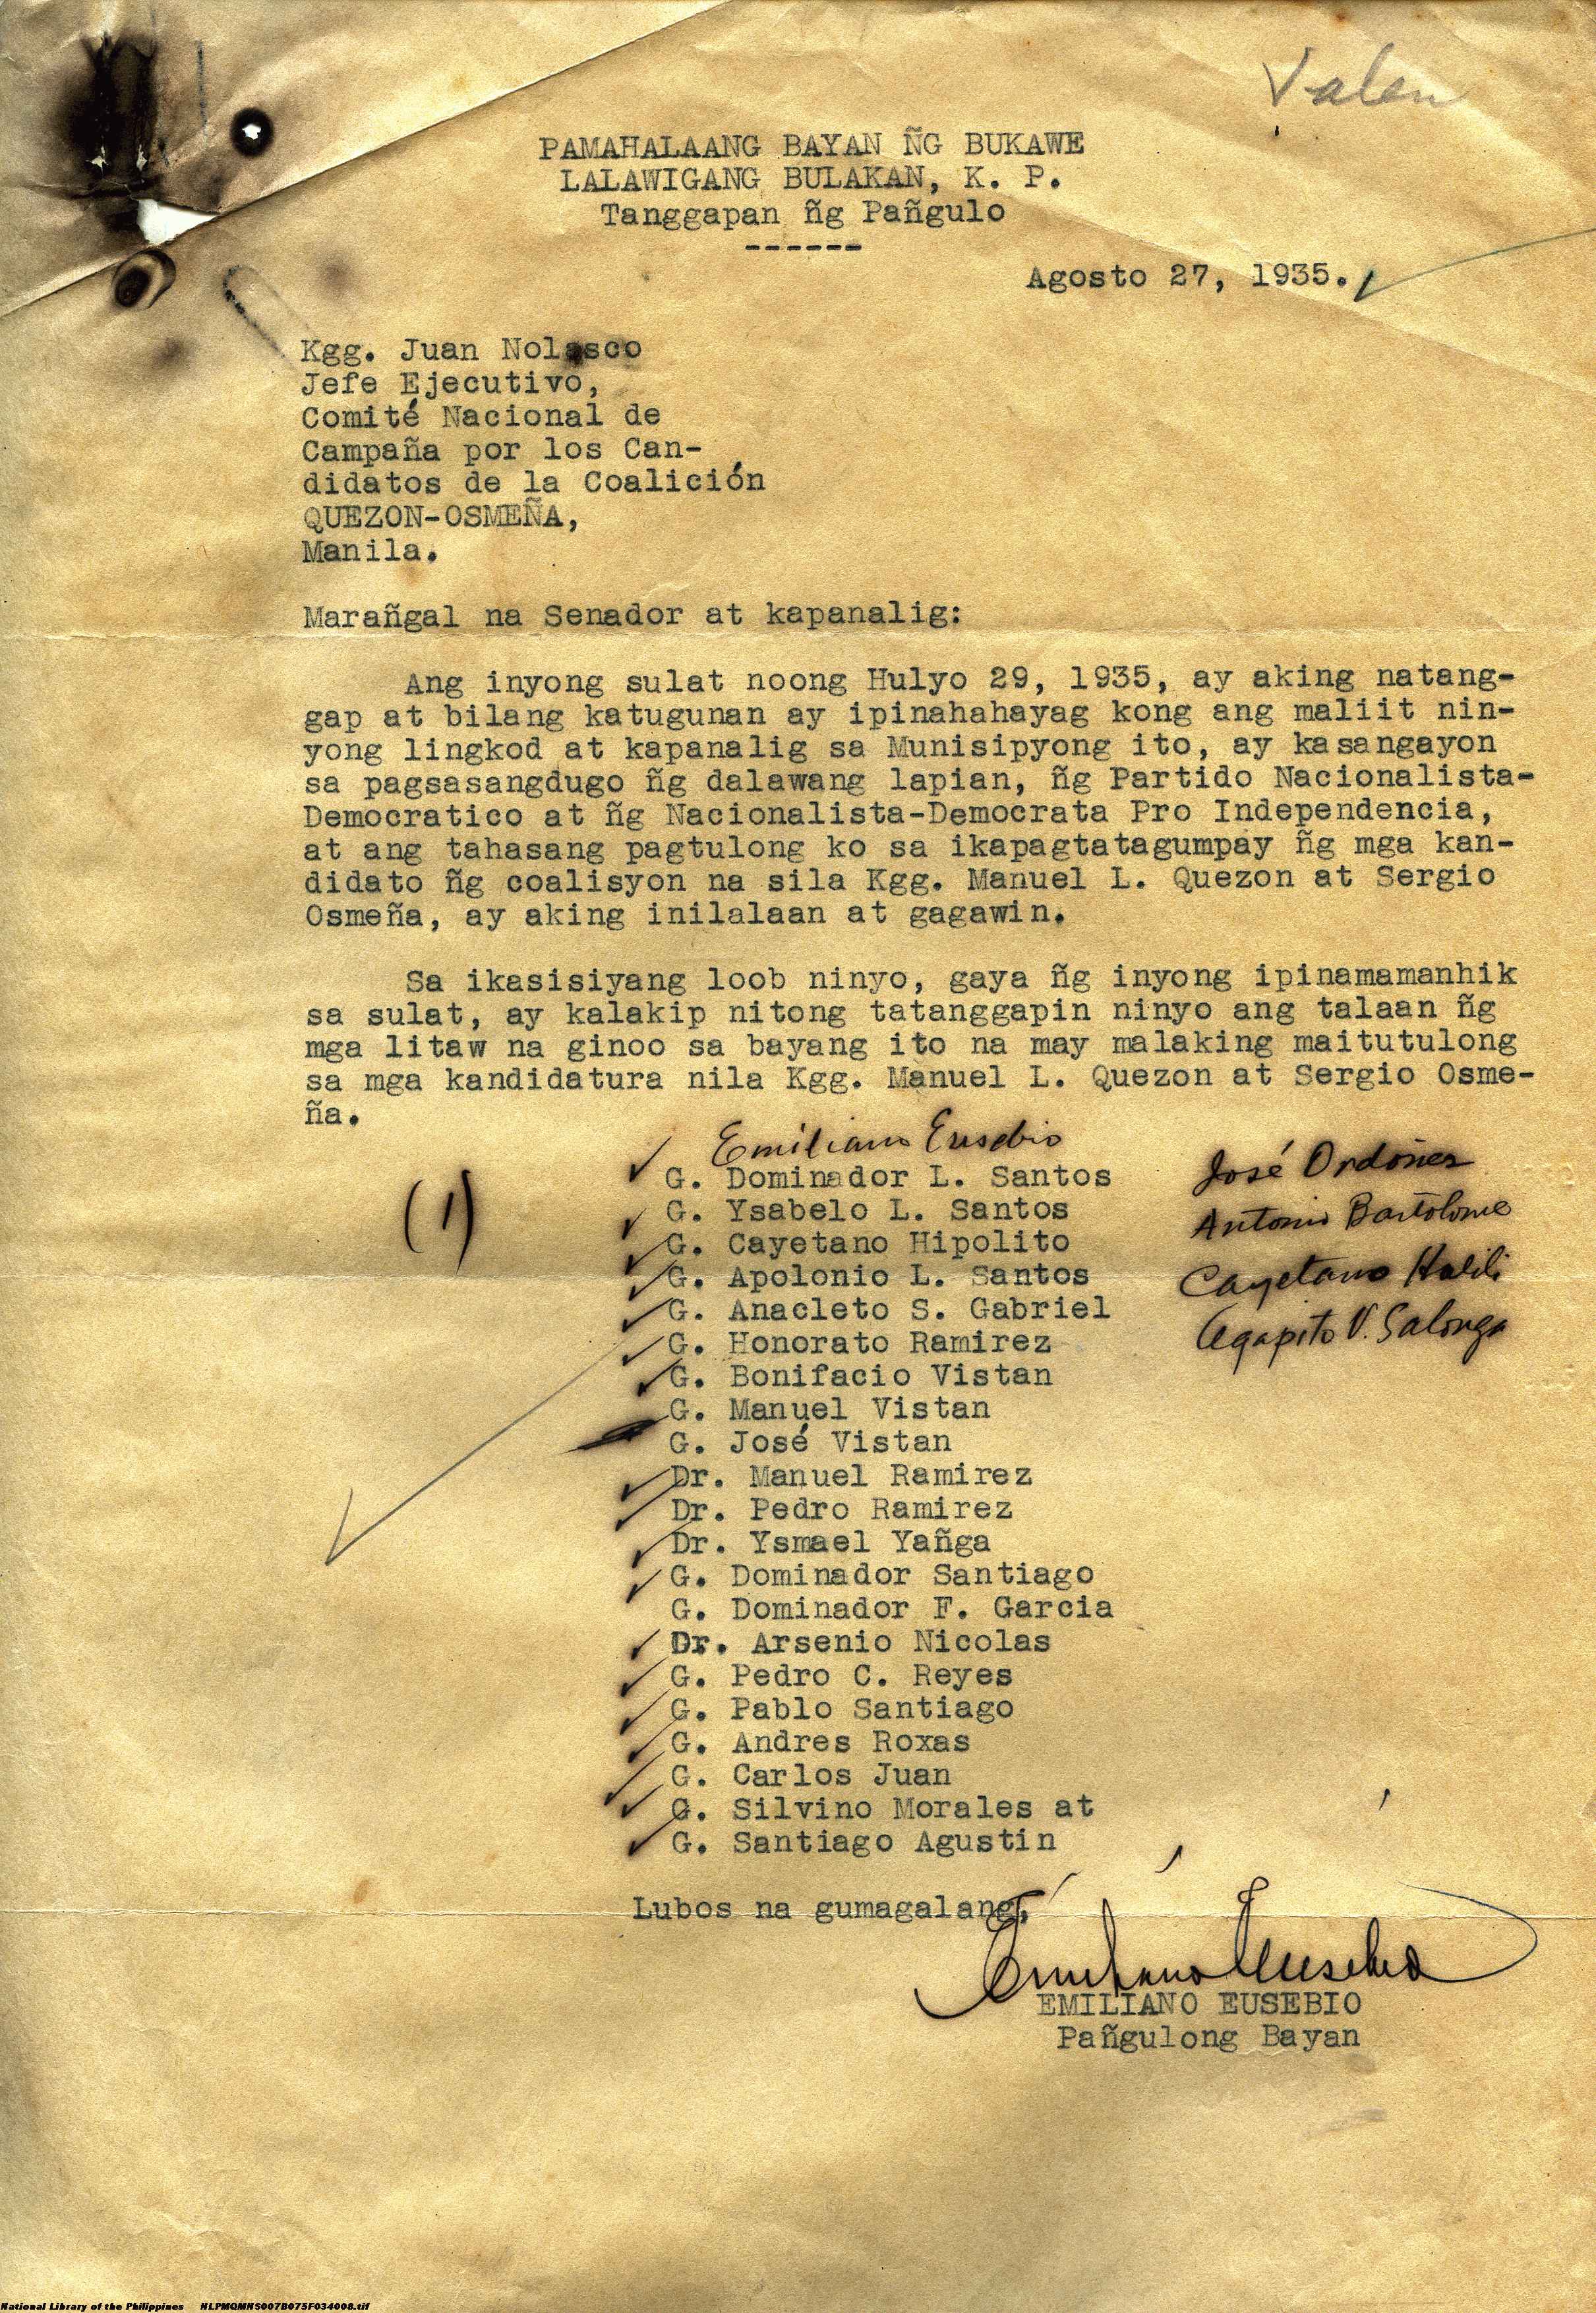 Valen
PAMAHALAANG BAYAN ÑG BUKAWE
LALAWIGANG BULAKAN, K. P.
Tanggapan ñg Pañgulo
------
Agosto 27, 1935.
Kgg. Juan Nolasco
Jefe Ejecutivo,
Comité Nacional de
Campaña por los Can-
didatos de la Coalición
QUEZON-OSMEÑA,
Manila.
Marañgal na Senador at kapanalig:
Ang inyong sulat noong Hulyo 29, 1935, ay aking natang-
gap at bilang katugunan ay ipinahahayag kong ang maliit nin-
yong lingkod at kapanalig sa Munisipyong ito, ay kasangayon
sa pagsasangdugo ñg dalawang lapian, ñg Partido Nacionalista-
Democratico at ñg Nacionalista-Democrata Pro Independencia,
at ang tahasang pagtulong ko sa ikapagtatagumpay ñg mga kan-
didato ñg coalisyon na sila Kgg. Manuel L. Quezon at Sergio
Osmeña, ay aking inilalaan at gagawin.
Sa ikasisiyang loob ninyo, gaya ñg inyong ipinamamanhik
sa sulat, ay kalakip nitong tatanggapin ninyo ang talaan ñg
mga litaw na ginoo sa bayang ito na may malaking maitutulong
sa mga kandidatura nila Kgg. Manuel L. Quezon at Sergio Osme-
ña.
(1)
Emiliano Eusebio
G. Dominador L. Santos
G. Ysabelo L. Santos
G. Cayetano Hipolito
G. Apolonio L. Santos
G. Anacleto S. Gabriel
G. Honorato Ramirez
G. Bonifacio Vistan
G. Manuel Vistan
G. José Vistan
Dr. Manuel Ramirez
Dr. Pedro Ramirez
Dr. Ysmael Yañga
G. Dominador Santiago
G. Dominador F. Garcia
Dr. Arsenio Nicolas
G. Pedro C. Reyes
G. Pablo Santiago
G. Andres Roxas
G. Carlos Juan
G. Silvino Morales at
G. Santiago Agustin
José Ordoñez
Antonio Bartolome
Cayetano Halili
Agapito V. Salonga
Lubos na gumagalang,
Emiliano Eusebio
EMILIANO EUSEBIO
Pañgulong Bayan
National Library of the Philippines NLPMQMNS007B075F034008.tif